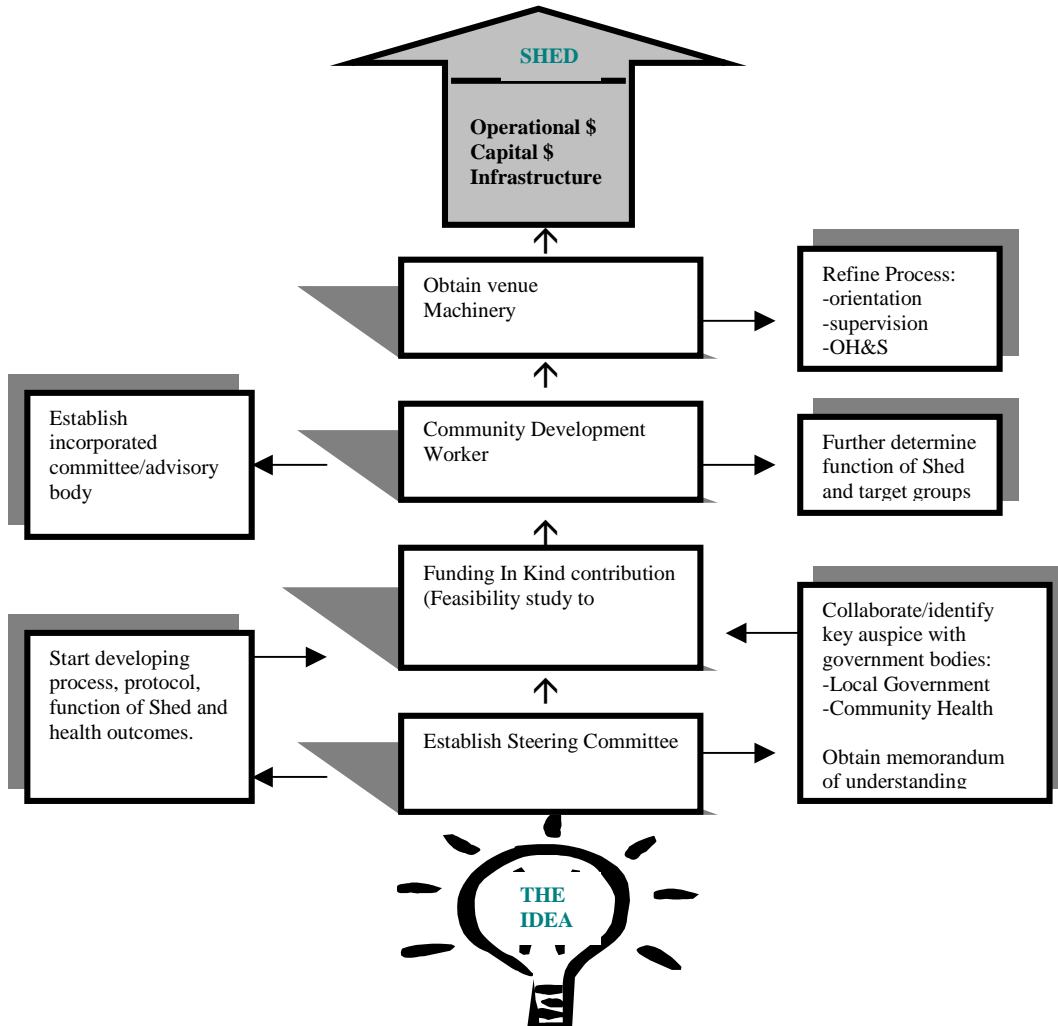 SHED
Operational $
Capital $
Infrastructure
Obtain venue
Machinery
Refine Process:
-orientation
-supervision
-OH&S
Establish
incorporated
committee/advisory
body
Community Development
Worker
Further determine
function of Shed
and target groups
Funding In Kind contribution
(Feasibility study to
Start developing
process, protocol,
function of Shed and
health outcomes.
Collaborate/identify
key auspice with
government bodies:
-Local Government
-Community Health
Obtain memorandum
of understanding
Establish Steering Committee
THE
IDEA